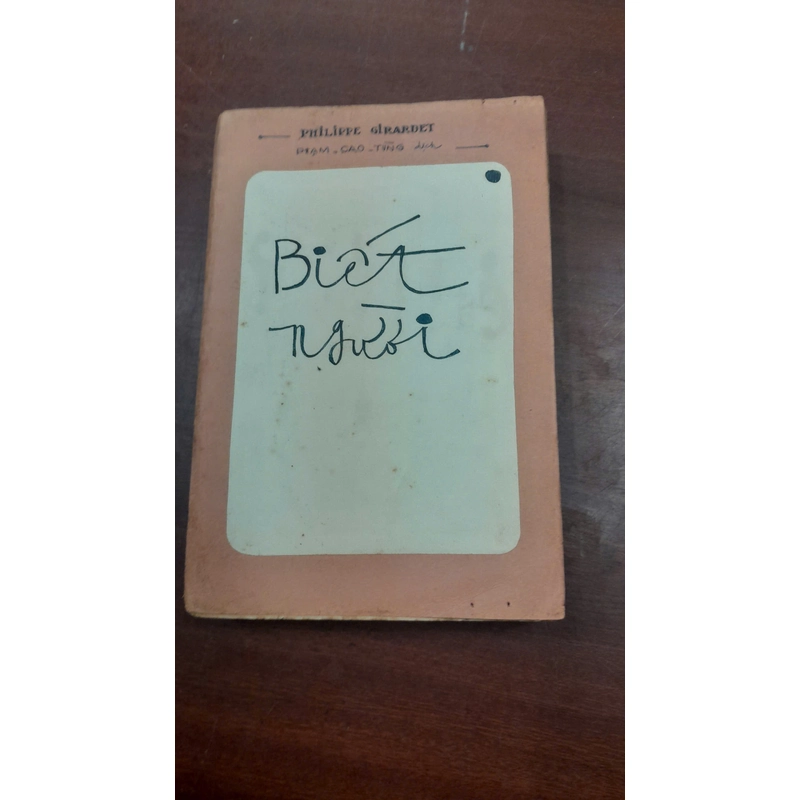 PHILIPPE GIRARDET
PHẠM-CAO-TÙNG
Biết
người